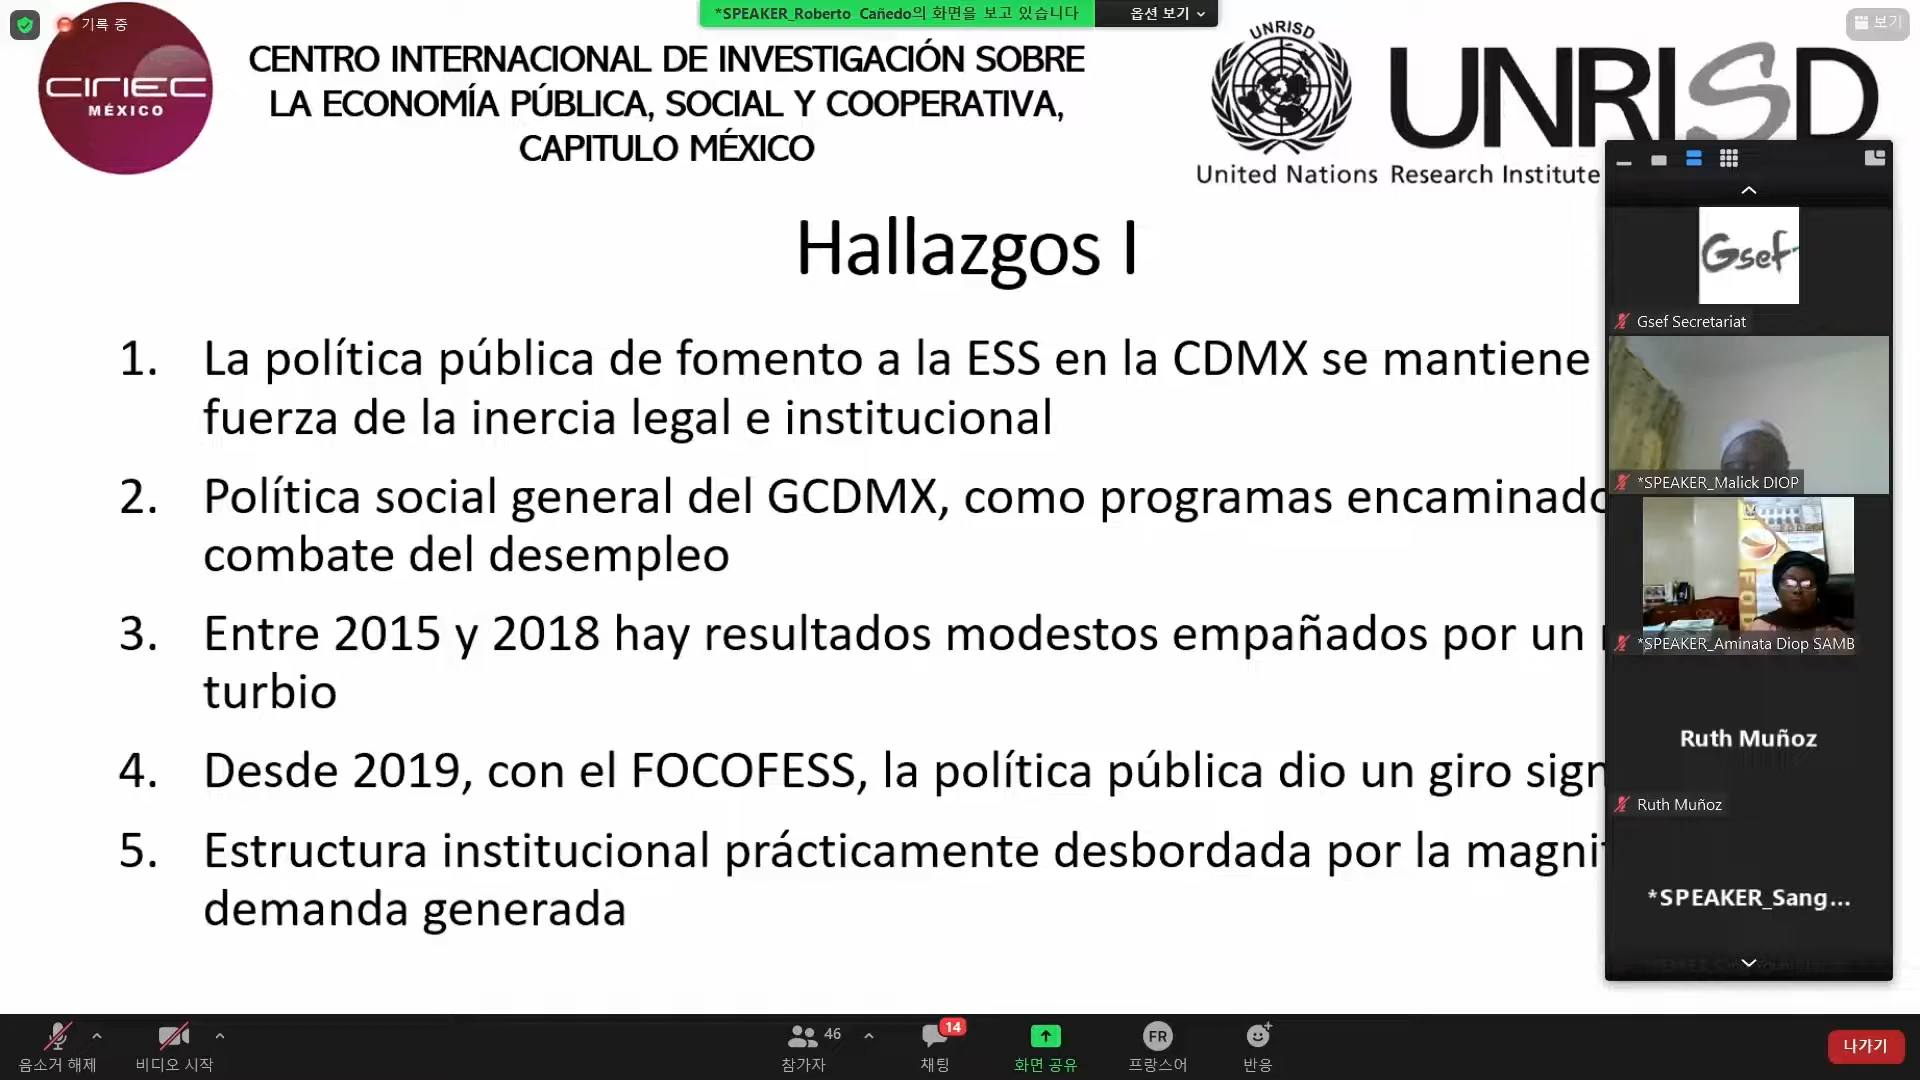 기록 중
*SPEAKER_Roberto Cañedo의 화면을 보고 있습니다
옵션 보기
보기
CIRIEC
MÉXICO
CENTRO INTERNACIONAL DE INVESTIGACIÓN SOBRE
LA ECONOMÍA PÚBLICA, SOCIAL Y COOPERATIVA,
CAPITULO MÉXICO
UNRISD
UNRISD
United Nations Research Institute
Hallazgos I
1. La política pública de fomento a la ESS en la CDMX se mantiene
fuerza de la inercia legal e institucional
2. Política social general del GCDMX, como programas encaminado
combate del desempleo
3. Entre 2015 y 2018 hay resultados modestos empañados por un
turbio
4. Desde 2019, con el FOCOFESS, la política pública dio un giro sign
5. Estructura institucional prácticamente desbordada por la magni
demanda generada
Gsef
Gsef Secretariat
*SPEAKER_Malick DIOP
*SPEAKER_Aminata Diop SAMB
Ruth Muñoz
Ruth Muñoz
*SPEAKER_Sang...
음소거 해제
비디오 시작
46
참가자
14
채팅
화면 공유
FR
프랑스어
반응
나가기